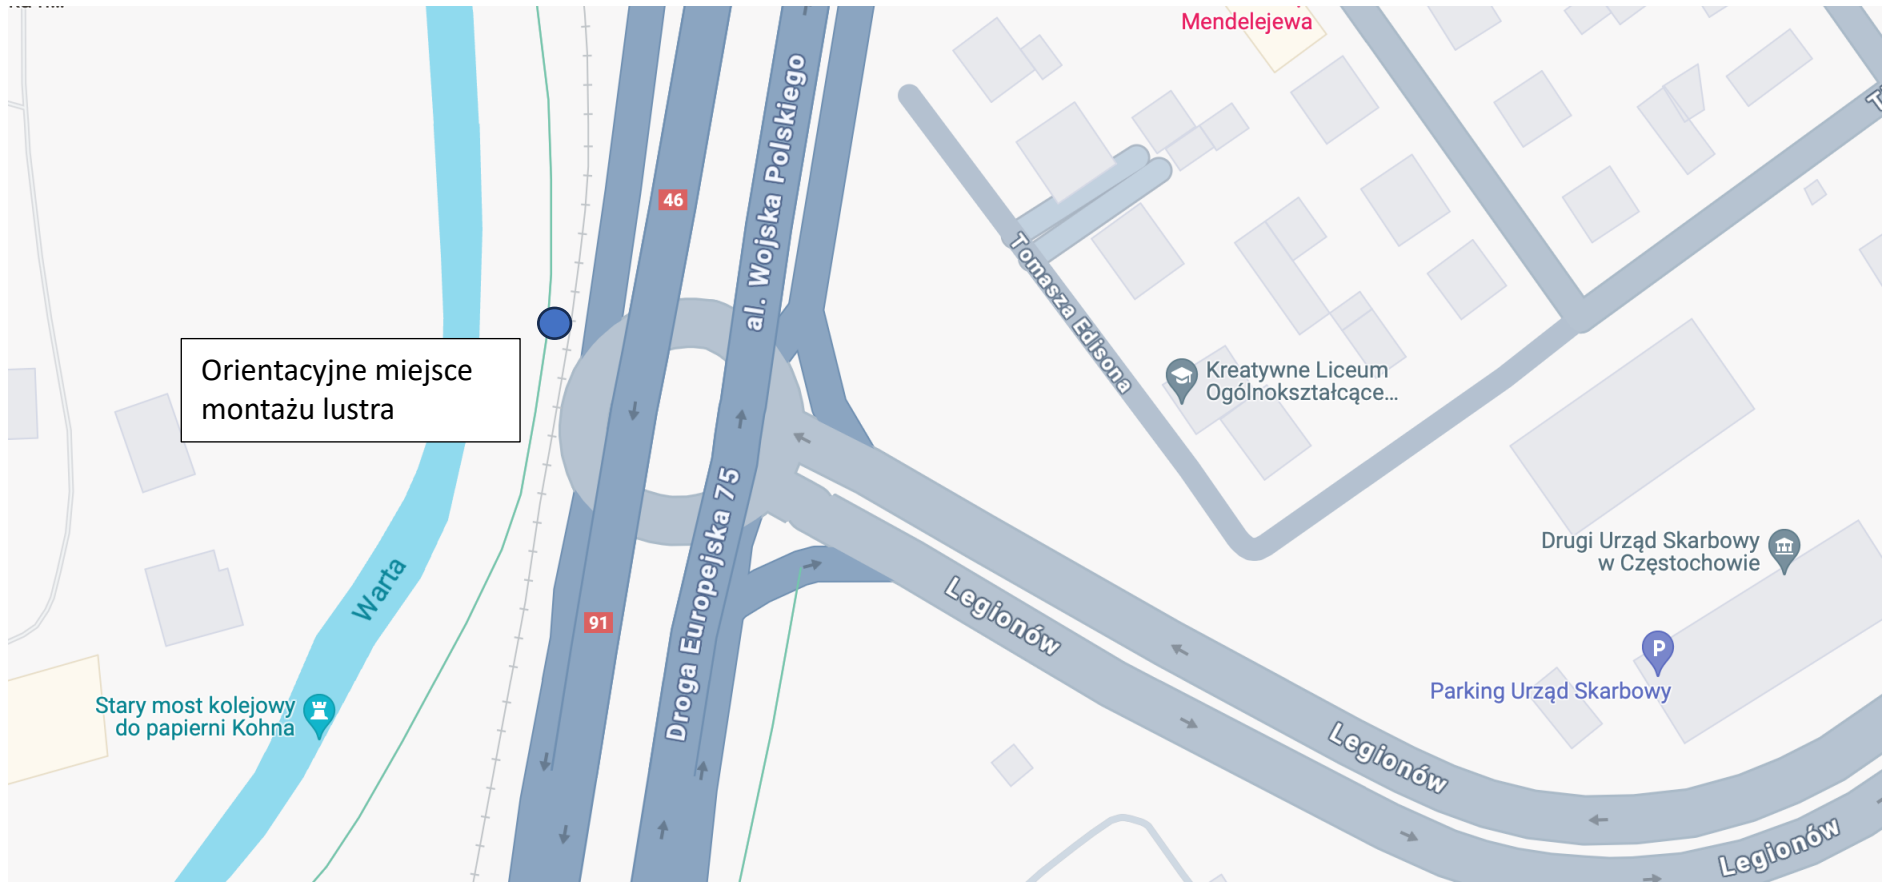 Mendelejewa
46
al. Wojska Polskiego
Tomasza Edisona
Orientacyjne miejsce
montażu lustra
Kreatywne Liceum
Ogólnokształcące...
Droga Europejska 75
Drugi Urząd Skarbowy
w Częstochowie
Warta
91
Legionów
P
Parking Urząd Skarbowy
Stary most kolejowy
do papierni Kohna
Legionów
Legionów